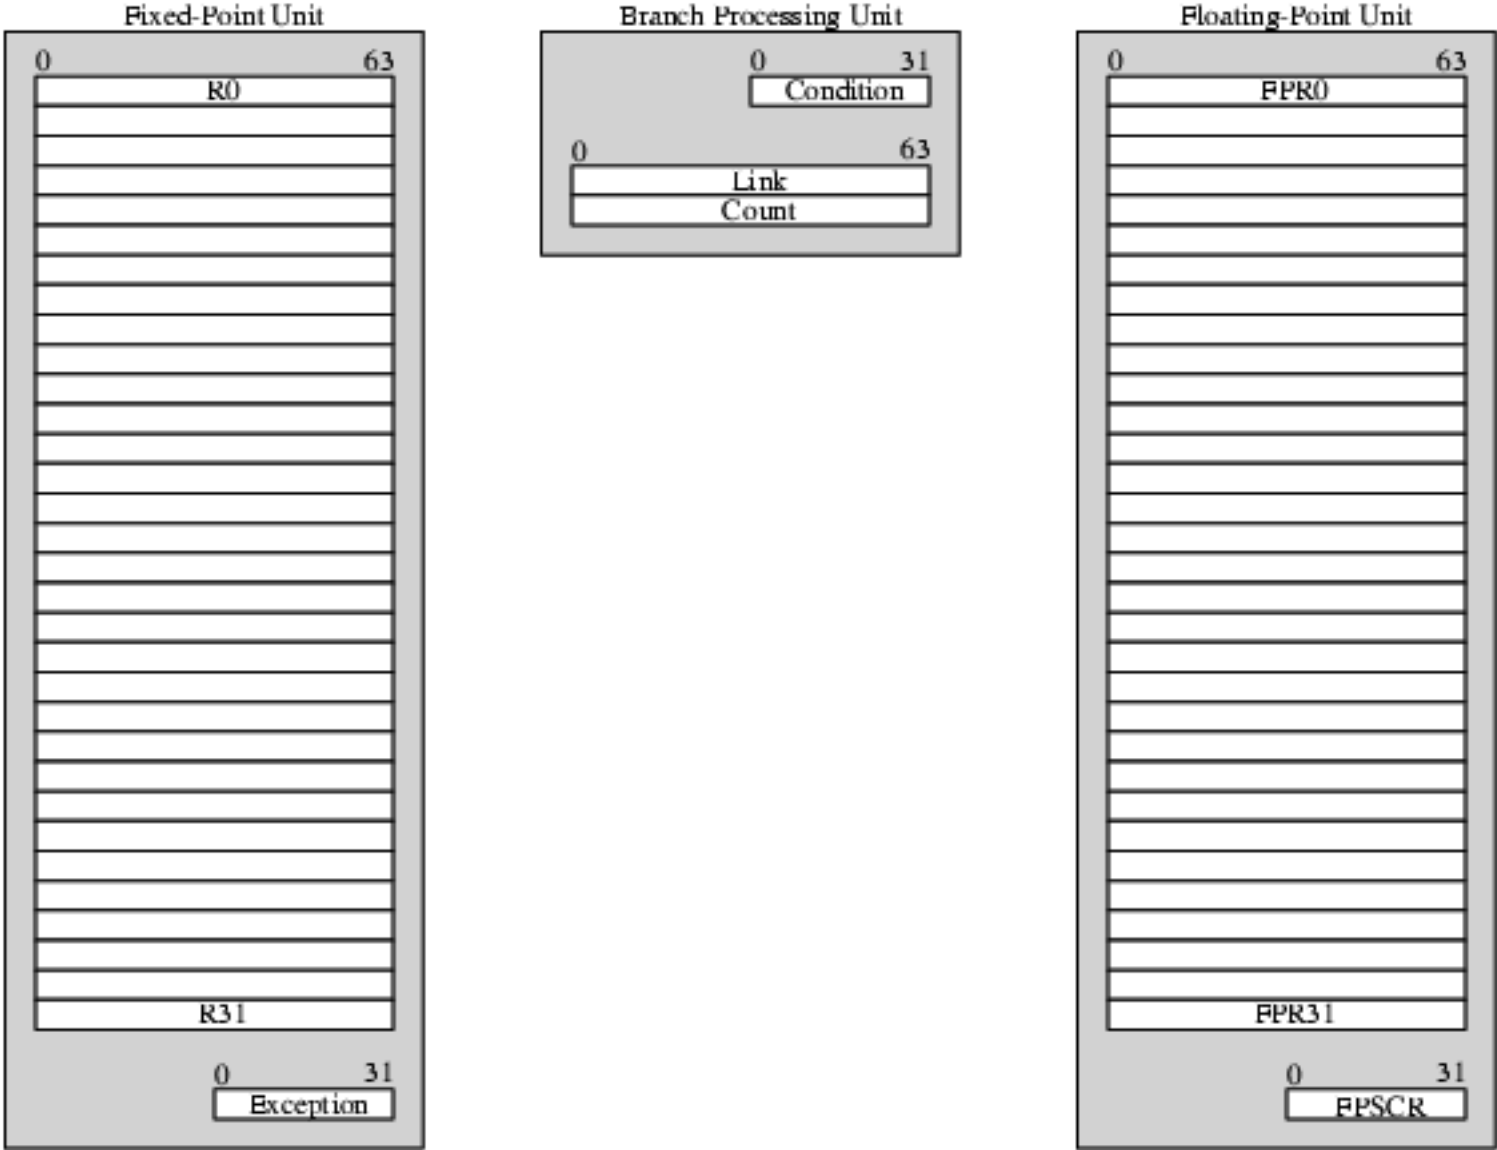 Fixed-Point Unit
0 63
R0
R31
0 31
Exception
Branch Processing Unit
0 31
Condition
0 63
Link
Count
Floating-Point Unit
0 63
FPR0
FPR31
0 31
FPSCR